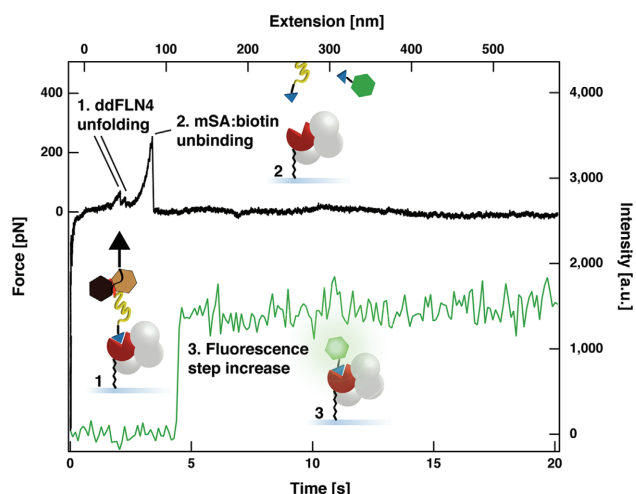 Extension [nm]
0 100 200 300 400 500
400
200
0
Force [pN]
4,000
3,000
2,000
1,000
0
Intensity [a.u.]
1. ddFLN4
unfolding
2. mSA:biotin
unbinding
2
1
3. Fluorescence
step increase
3
0 5 10 15 20
Time [s]